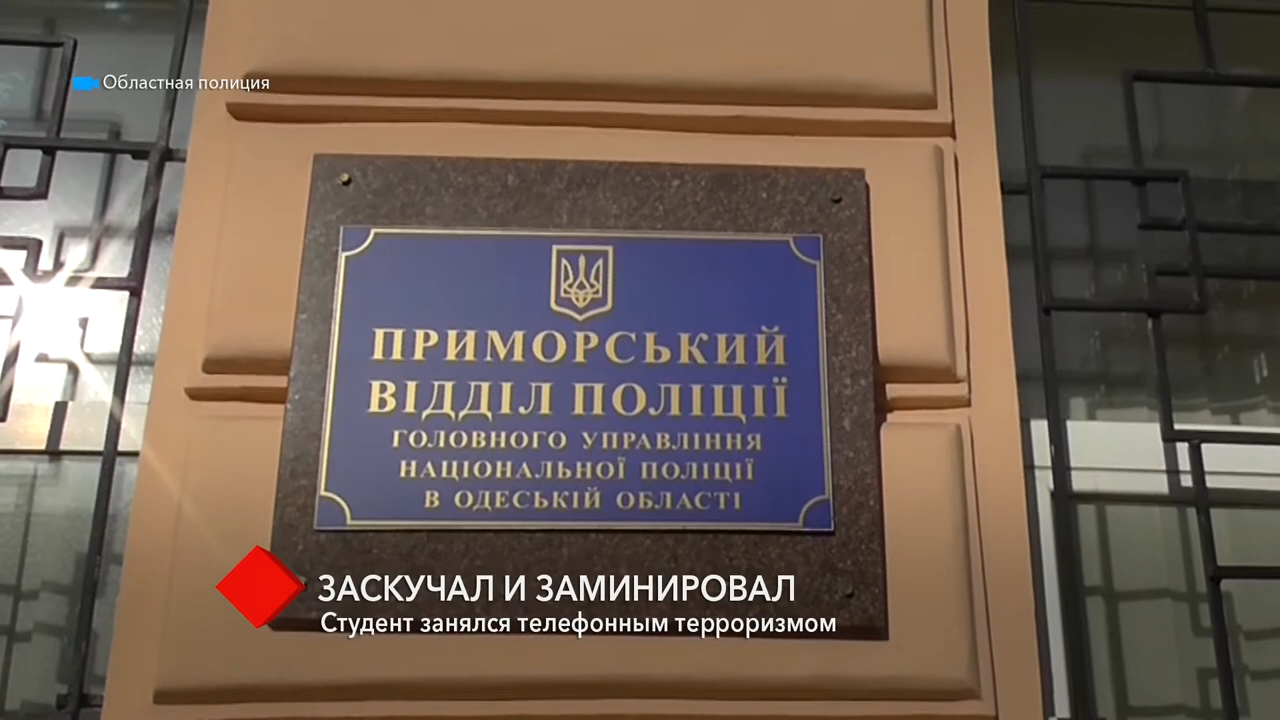 Областная полиция
ПРИМОРСЬКИЙ
ВІДДІЛ ПОЛІЦІЇ
ГОЛОВНОГО УПРАВЛІННЯ
НАЦІОНАЛЬНОЇ ПОЛІЦІЇ
В ОДЕСЬКІЙ ОБЛАСТІ
ЗАСКУЧАЛ И ЗАМИНИРОВАЛ
Студент занялся телефонным терроризмом